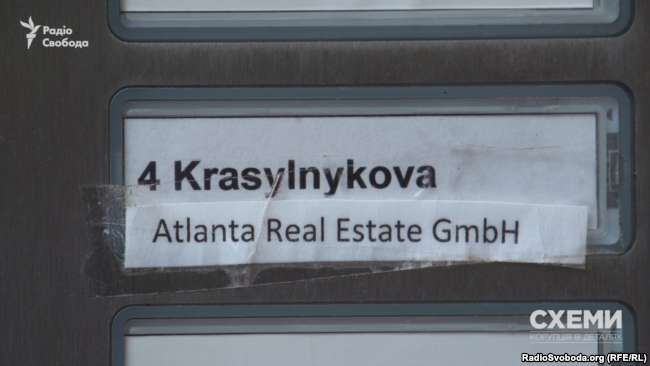 Радіо
Свобода
4 Krasylnykova
Atlanta Real Estate GmbH
СХЕМИ
КОРУПЦІЯ В ДЕТАЛЯХ
RadioSvoboda.org (RFE/RL)